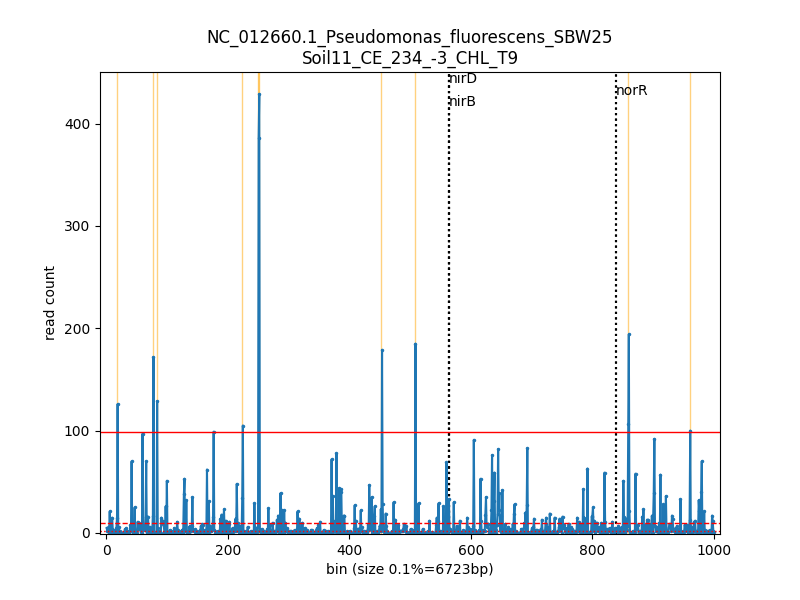 NC_012660.1_Pseudomonas_fluorescens_SBW25
Soil11_CE_234_-3_CHL_T9
nirD
norR
nirB
400
300
200
100
0
read count
0
200
400
600
800
1000
bin (size 0.1%=6723bp)